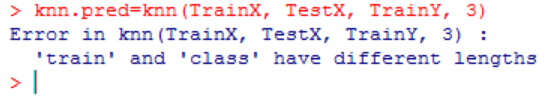 > knn.pred=knn(TrainX, TestX, TrainY, 3)
Error in knn(TrainX, TestX, TrainY, 3) :
  'train' and 'class' have different lengths
>